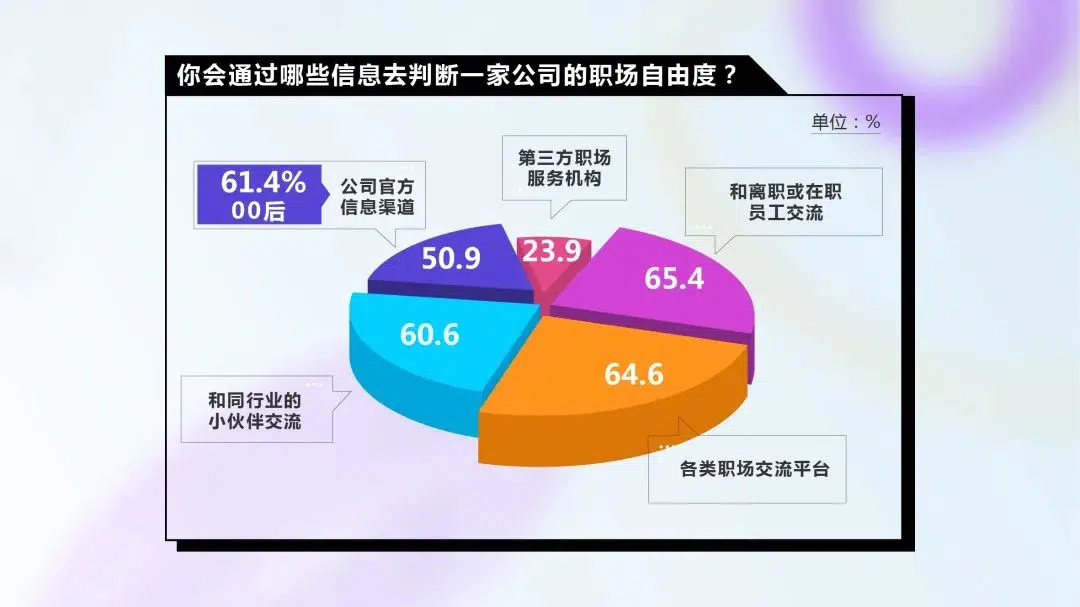 你会通过哪些信息去判断一家公司的职场自由度？
单位：%
第三方职场
服务机构
61.4%
00后
公司官方
信息渠道
和离职或在职
员工交流
50.9
23.9
65.4
60.6
64.6
和同行业的
小伙伴交流
各类职场交流平台